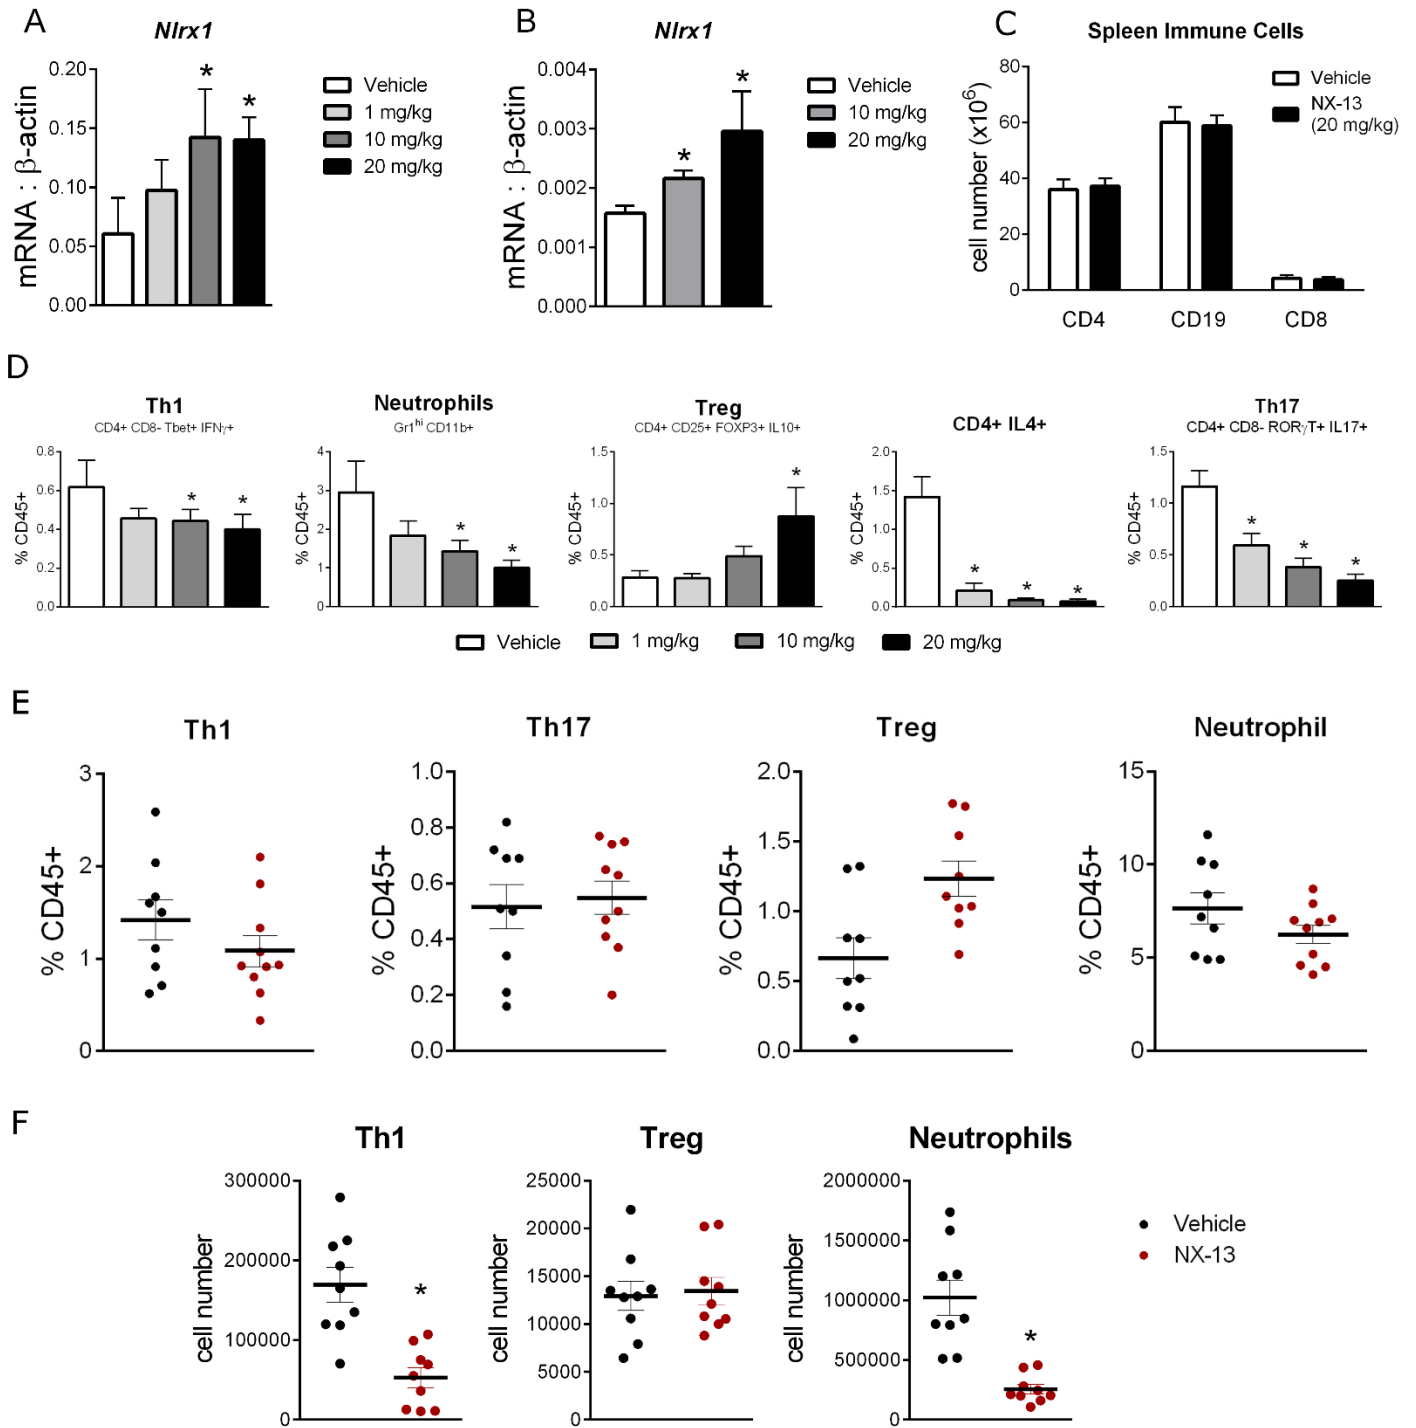 A
Nlrx1
mRNA : β-actin
0.20
0.15
0.10
0.05
0.00
*
*
Vehicle
1 mg/kg
10 mg/kg
20 mg/kg
B
Nlrx1
mRNA : β-actin
0.004
0.003
0.002
0.001
0.000
*
*
Vehicle
10 mg/kg
20 mg/kg
C
Spleen Immune Cells
cell number (x10⁶)
80
60
40
20
0
CD4
CD19
CD8
Vehicle
NX-13
(20 mg/kg)
D
Th1
CD4+ CD8- Tbet+ IFNγ+
% CD45+
0.8
0.6
0.4
0.2
0.0
*
*
Neutrophils
Gr1hi CD11b+
% CD45+
4
3
2
1
0
*
*
Treg
CD4+ CD25+ FOXP3+ IL10+
% CD45+
1.5
1.0
0.5
0.0
*
CD4+ IL4+
% CD45+
2.0
1.5
1.0
0.5
0.0
*
*
*
Th17
CD4+ CD8- RORγT+ IL17+
% CD45+
1.5
1.0
0.5
0.0
*
*
*
Vehicle
1 mg/kg
10 mg/kg
20 mg/kg
E
Th1
% CD45+
3
2
1
0
Th17
% CD45+
1.0
0.8
0.6
0.4
0.2
0.0
Treg
% CD45+
2.0
1.5
1.0
0.5
0.0
Neutrophil
% CD45+
15
10
5
0
F
Th1
cell number
300000
200000
100000
0
*
Treg
cell number
25000
20000
15000
10000
5000
0
Neutrophils
cell number
2000000
1500000
1000000
500000
0
*
Vehicle
NX-13